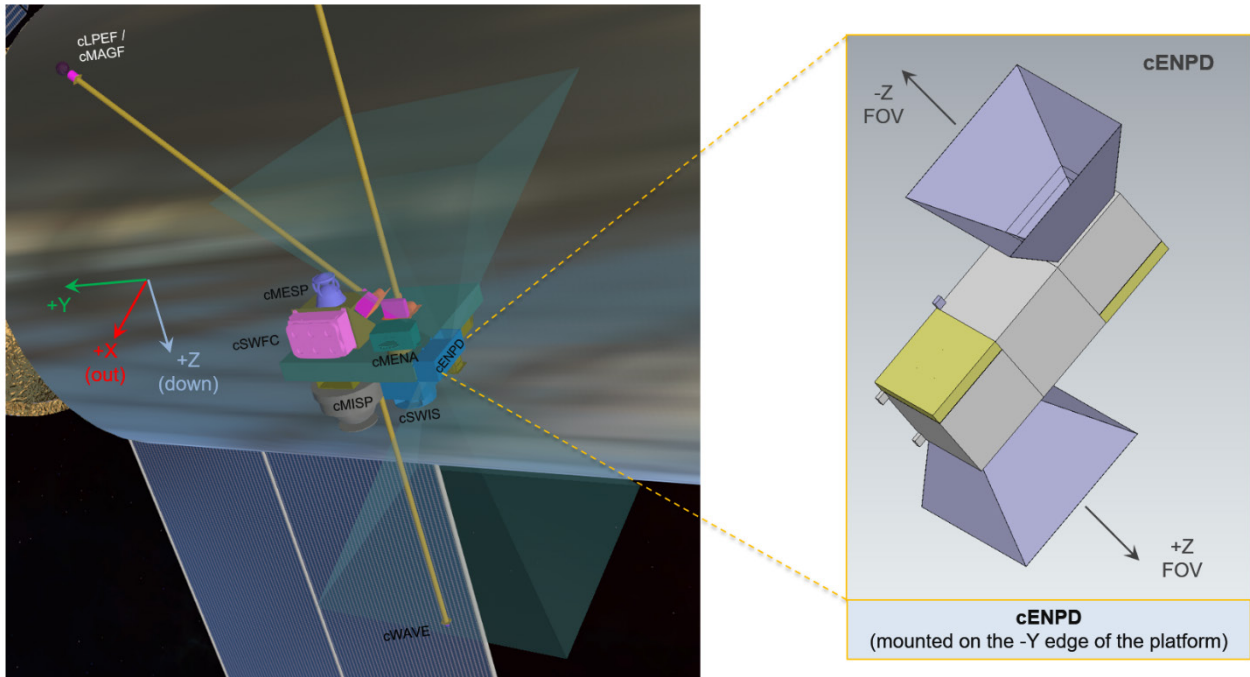 cLPEF /
cMAGF
+Y
+X
(out)
+Z
(down)
cMESP
cSWFC
cMENA
cENPD
cMISP
cSWIS
cWAVE
cENPD
-Z
FOV
+Z
FOV
cENPD
(mounted on the -Y edge of the platform)